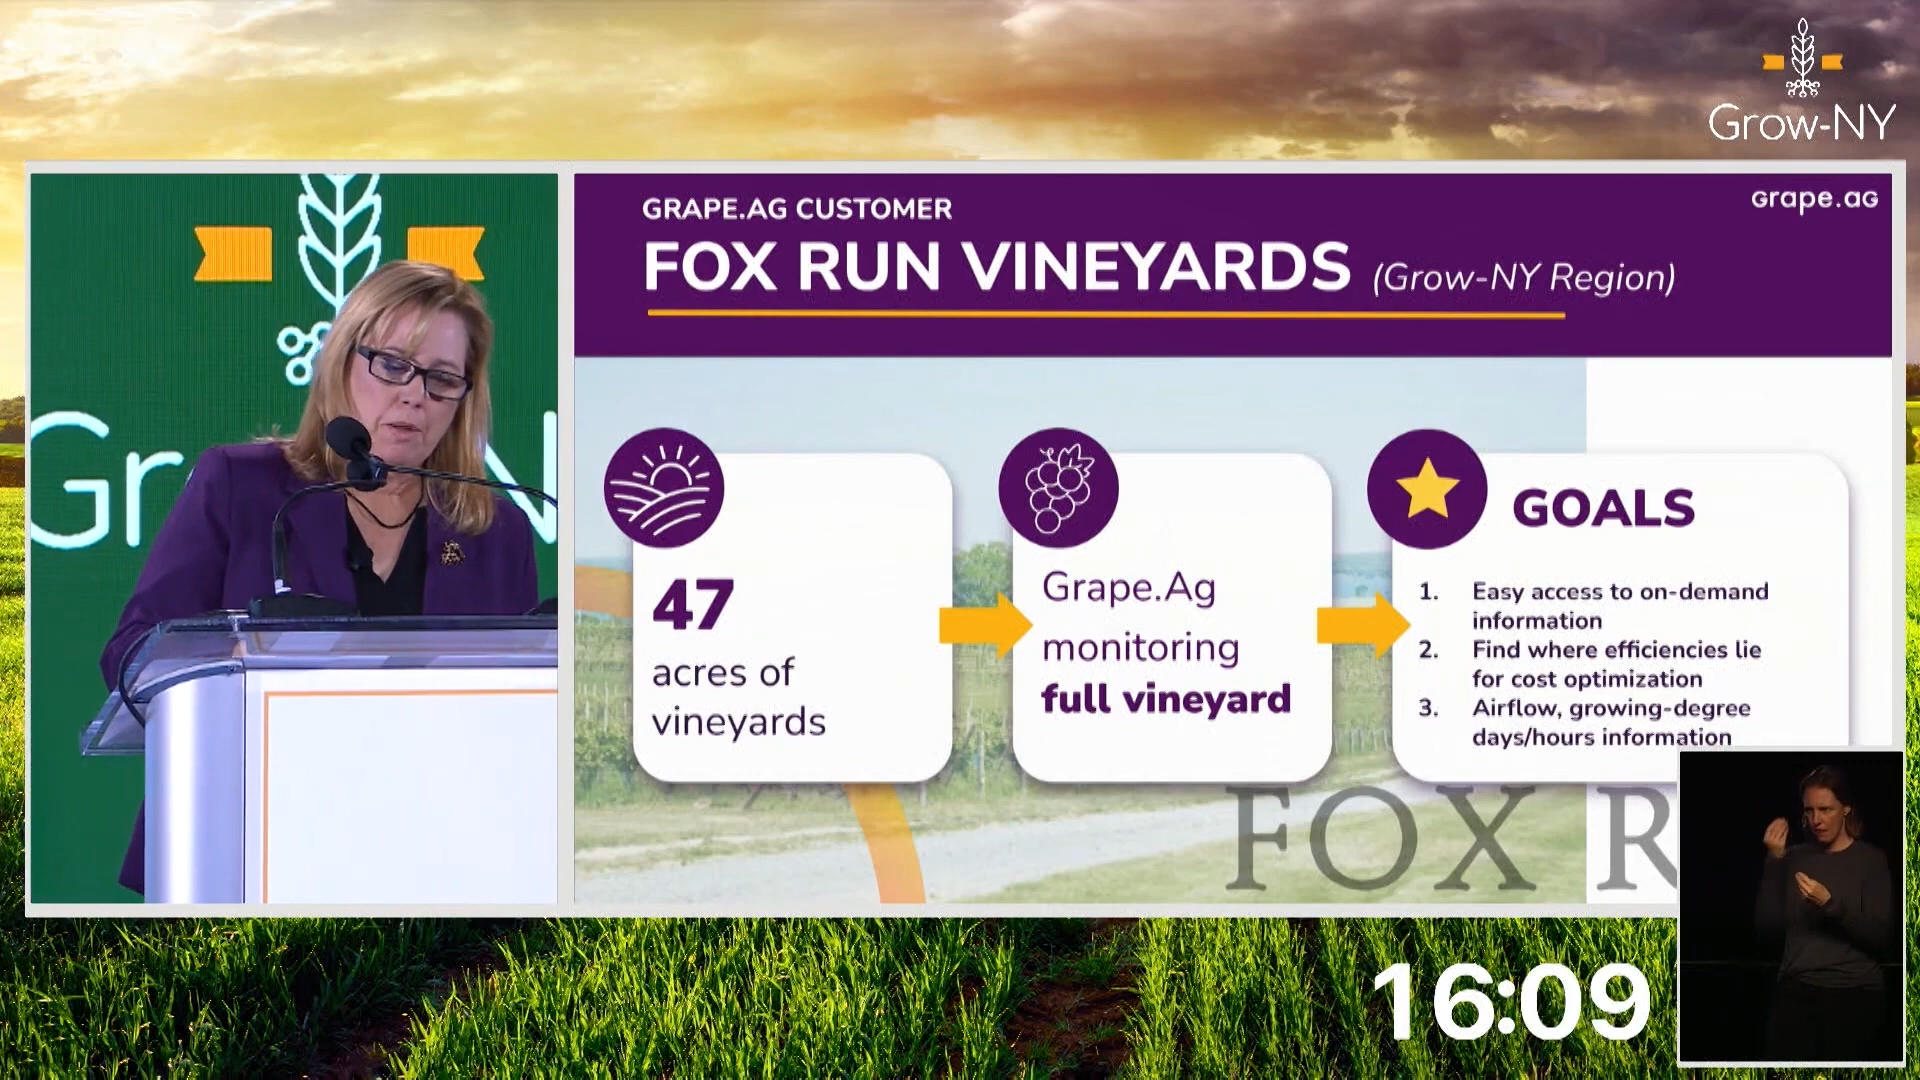 Grow-NY
Gr N
GRAPE.AG CUSTOMER
grape.ag
FOX RUN VINEYARDS (Grow-NY Region)
47
acres of
vineyards
Grape.Ag
monitoring
full vineyard
GOALS
1. Easy access to on-demand
information
2. Find where efficiencies lie
for cost optimization
3. Airflow, growing-degree
days/hours information
FOX R
16:09